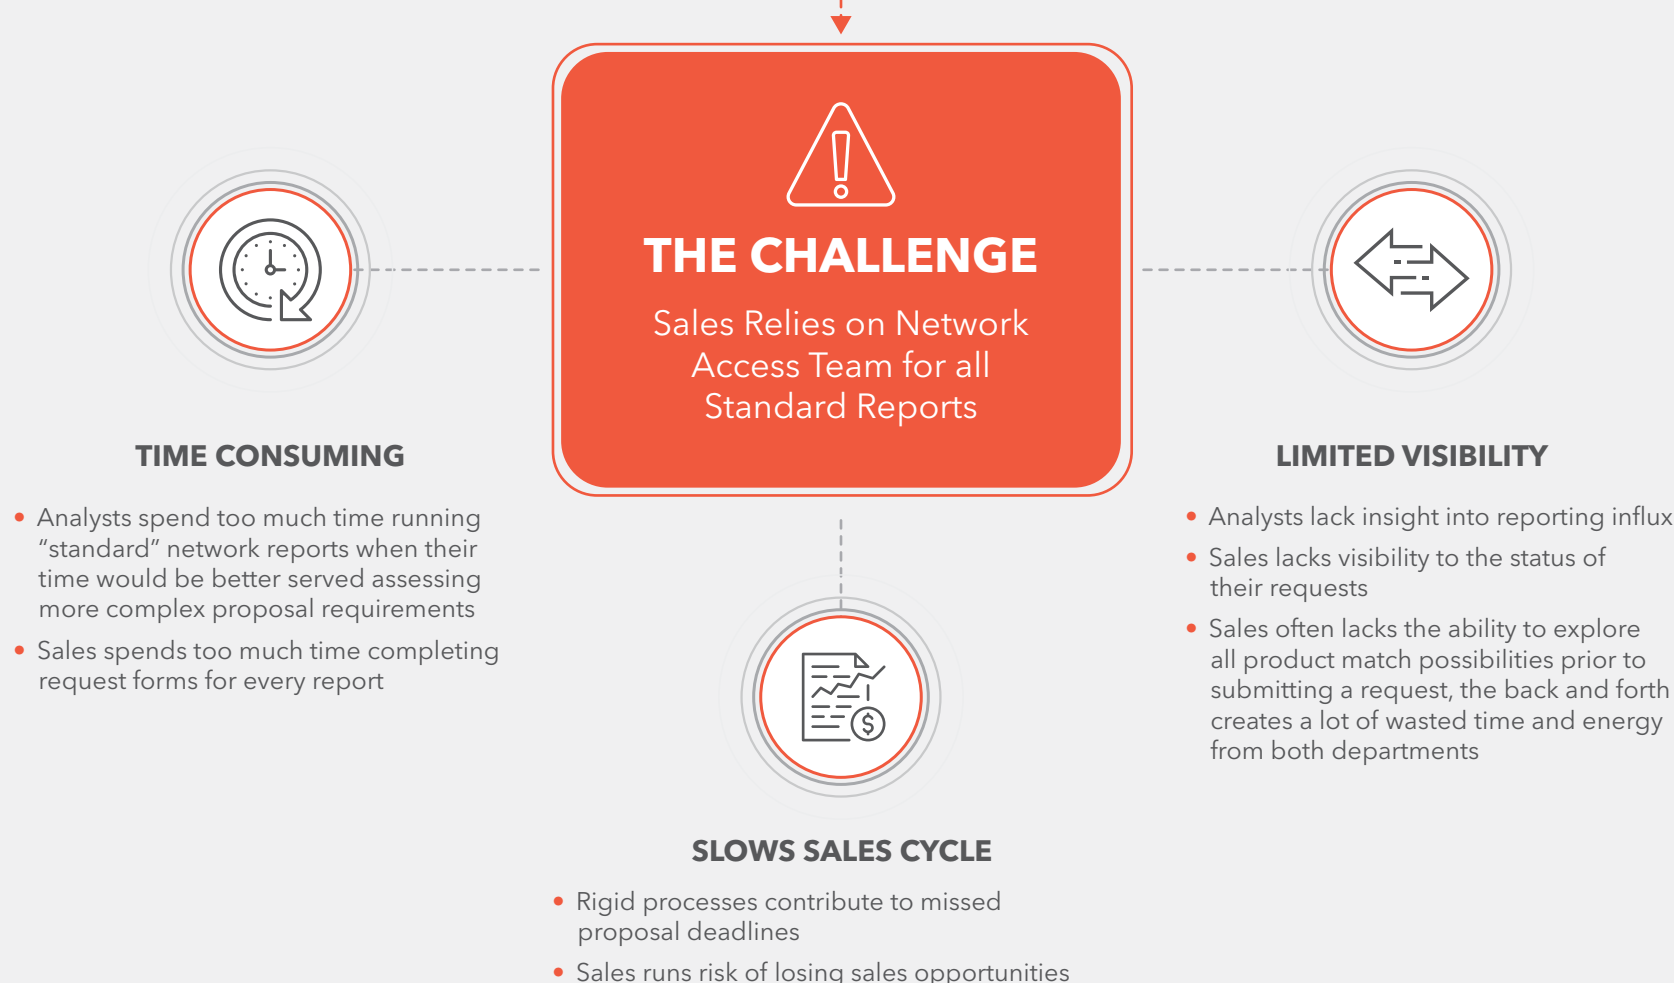 THE CHALLENGE
Sales Relies on Network
Access Team for all
Standard Reports
TIME CONSUMING
• Analysts spend too much time running
“standard” network reports when their
time would be better served assessing
more complex proposal requirements
• Sales spends too much time completing
request forms for every report
LIMITED VISIBILITY
• Analysts lack insight into reporting influx
• Sales lacks visibility to the status of
their requests
• Sales often lacks the ability to explore
all product match possibilities prior to
submitting a request, the back and forth
creates a lot of wasted time and energy
from both departments
$
SLOWS SALES CYCLE
• Rigid processes contribute to missed
proposal deadlines
• Sales runs risk of losing sales opportunities